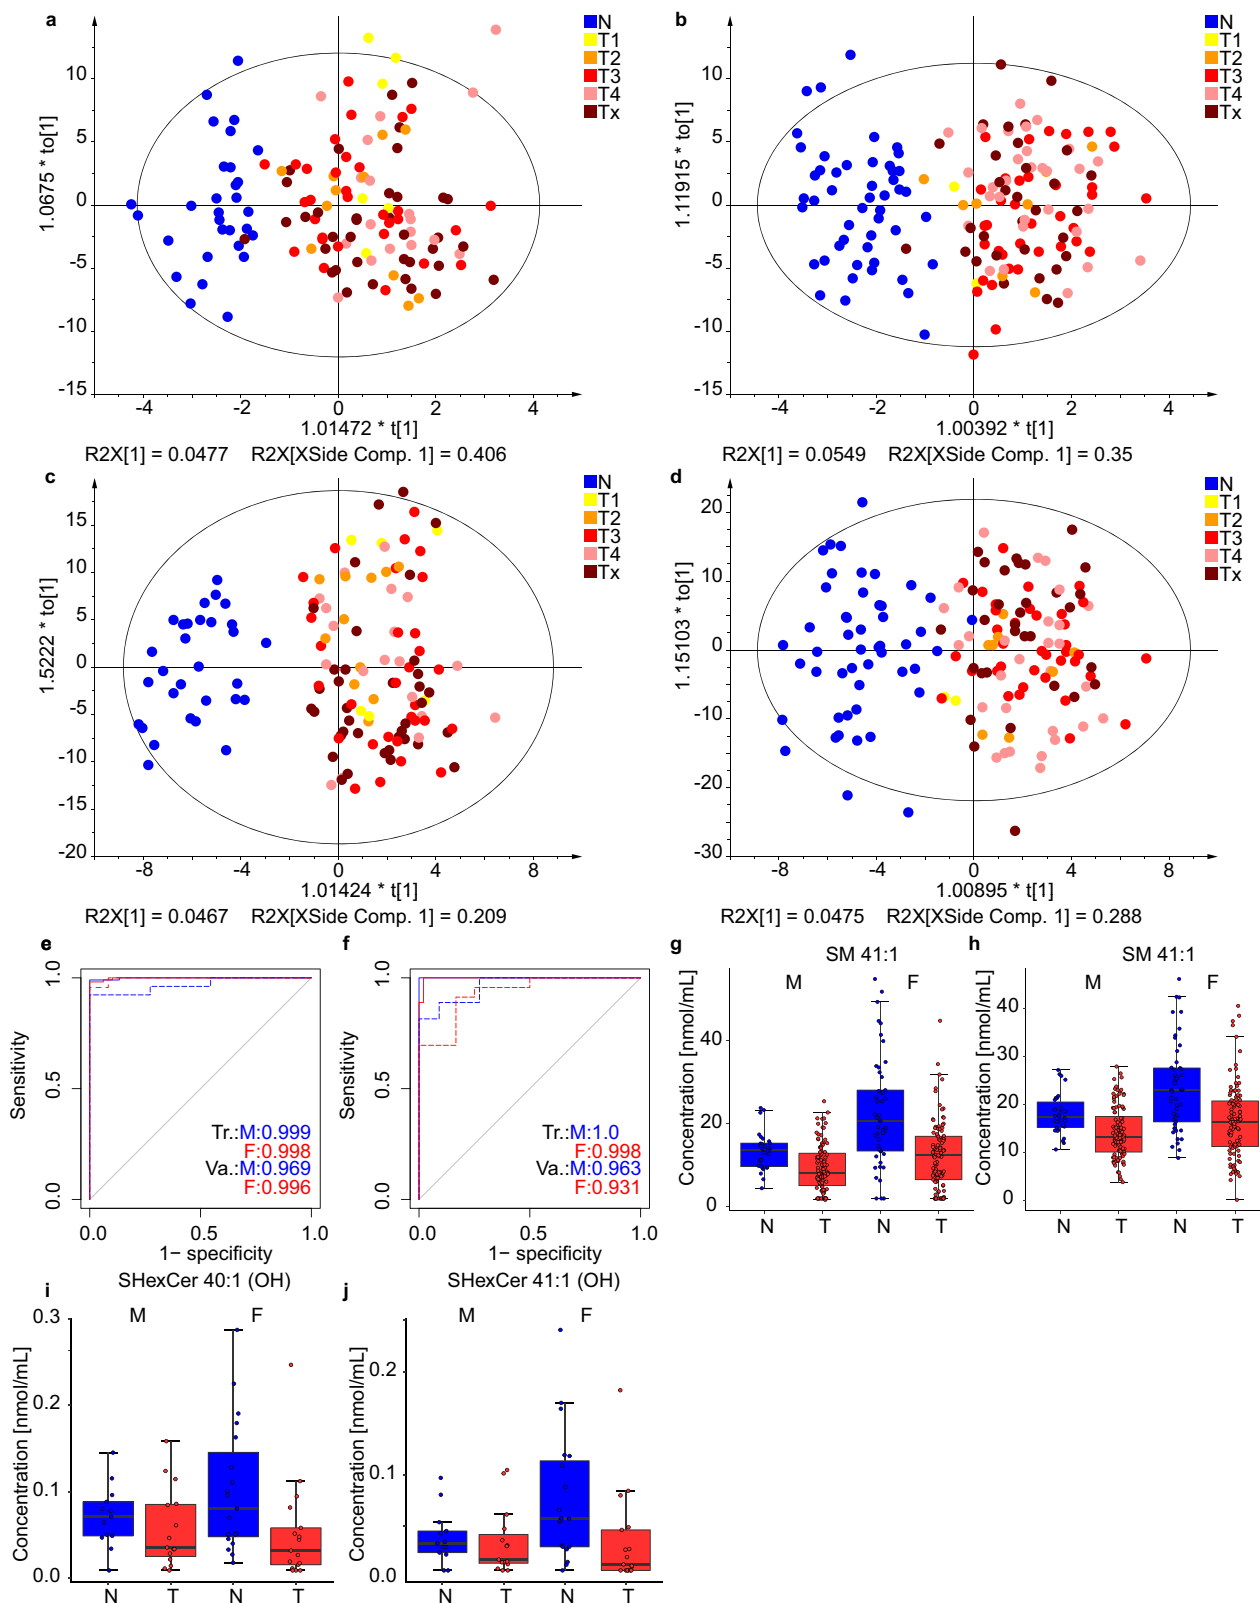 a
N
T1
T2
T3
T4
Tx
10
5
0
-5
-10
-15
1.0675 * to[1]
-4 -2 0 2 4
1.01472 * t[1]
R2X[1] = 0.0477 R2X[XSide Comp. 1] = 0.406
b
N
T1
T2
T3
T4
Tx
10
5
0
-5
-10
-15
1.11915 * to[1]
-4 -2 0 2 4
1.00392 * t[1]
R2X[1] = 0.0549 R2X[XSide Comp. 1] = 0.35
c
N
T1
T2
T3
T4
Tx
15
10
5
0
-5
-10
-15
-20
1.5222 * to[1]
-8 -4 0 4 8
1.01424 * t[1]
R2X[1] = 0.0467 R2X[XSide Comp. 1] = 0.209
d
N
T1
T2
T3
T4
Tx
20
10
0
-10
-20
-30
1.15103 * to[1]
-8 -4 0 4 8
1.00895 * t[1]
R2X[1] = 0.0475 R2X[XSide Comp. 1] = 0.288
e
1.0
0.5
0.0
Sensitivity
Tr.:M:0.999
F:0.998
Va.:M:0.969
F:0.996
0.0 0.5 1.0
1− specificity
f
1.0
0.5
0.0
Sensitivity
Tr.:M:1.0
F:0.998
Va.:M:0.963
F:0.931
0.0 0.5 1.0
1− specificity
g
SM 41:1
M F
40
20
0
Concentration [nmol/mL]
N T N T
h
SM 41:1
M F
40
30
20
10
0
Concentration [nmol/mL]
N T N T
i
SHexCer 40:1 (OH)
M F
0.3
0.2
0.1
0.0
Concentration [nmol/mL]
N T N T
j
SHexCer 41:1 (OH)
M F
0.2
0.1
0.0
Concentration [nmol/mL]
N T N T